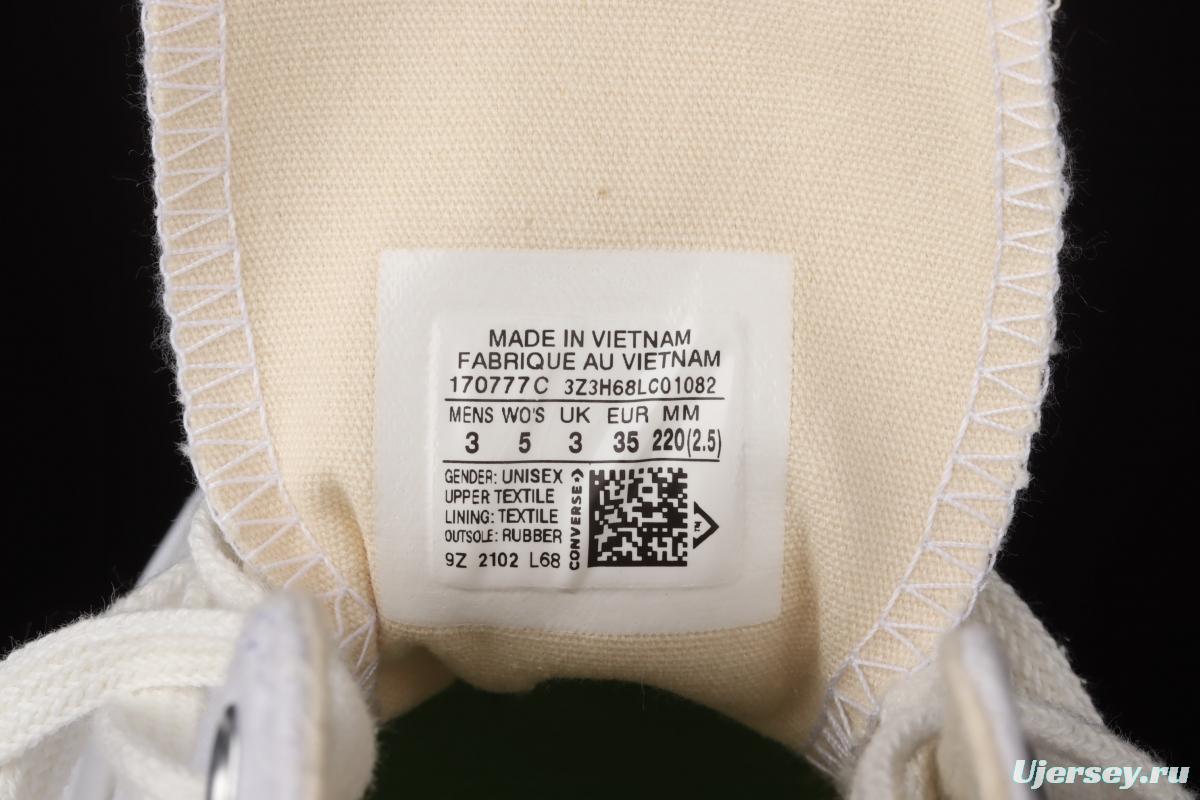 MADE IN VIETNAM
FABRIQUE AU VIETNAM
170777C 3Z3H68LC01082
MENS WO'S UK EUR MM
3 5 3 35 220(2.5)
GENDER: UNISEX
UPPER TEXTILE
LINING: TEXTILE
OUTSOLE: RUBBER
9Z 2102 L68
CONVERSE
TM
Ujersey.ru